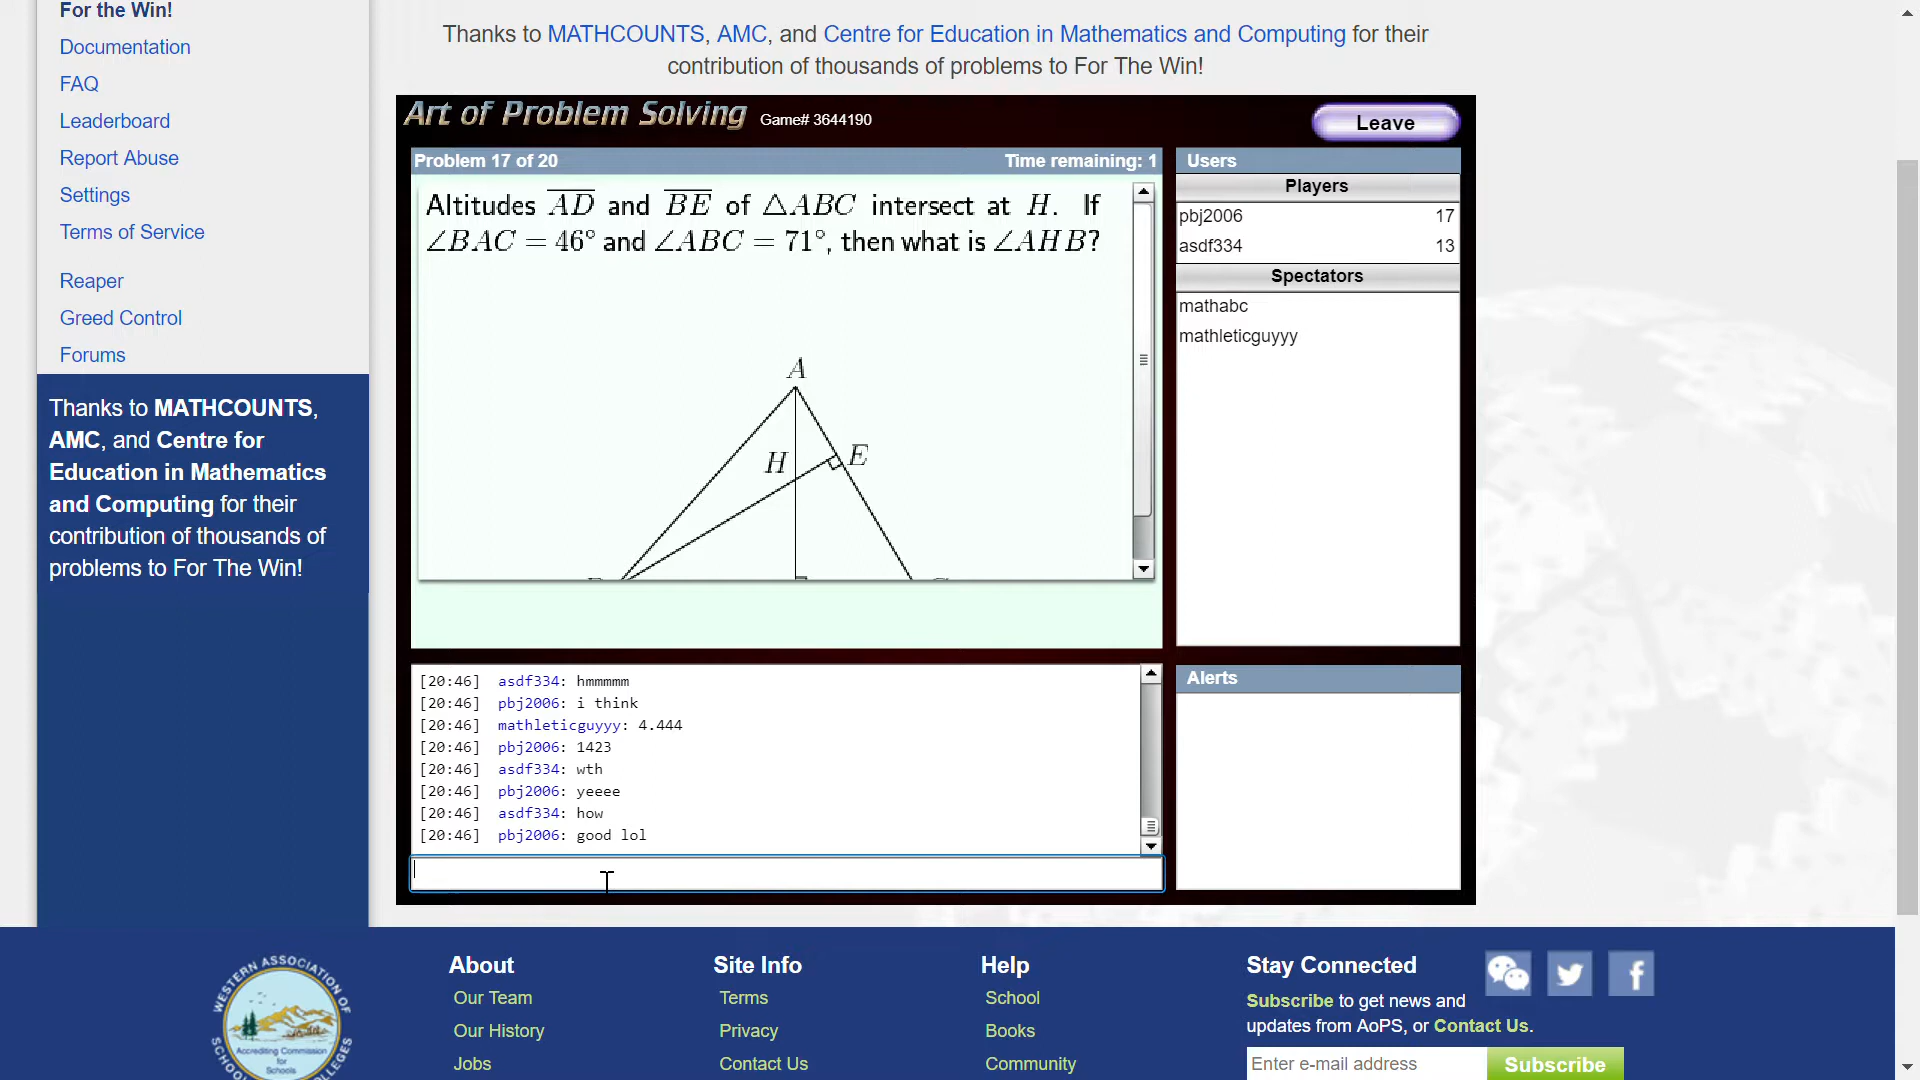 For the Win!
Documentation
FAQ
Leaderboard
Report Abuse
Settings
Terms of Service
Reaper
Greed Control
Forums
Thanks to MATHCOUNTS,
AMC, and Centre for
Education in Mathematics
and Computing for their
contribution of thousands of
problems to For The Win!
Thanks to MATHCOUNTS, AMC, and Centre for Education in Mathematics and Computing for their
contribution of thousands of problems to For The Win!
Art of Problem Solving Game# 3644190
Leave
Problem 17 of 20 Time remaining: 1
Altitudes AD and BE of △ABC intersect at H. If
∠BAC = 46° and ∠ABC = 71°, then what is ∠AHB?
A
H
E
Users
Players
pbj2006 17
asdf334 13
Spectators
mathabc
mathleticguyyy
[20:46] asdf334: hmmmmm
[20:46] pbj2006: i think
[20:46] mathleticguyyy: 4.444
[20:46] pbj2006: 1423
[20:46] asdf334: wth
[20:46] pbj2006: yeeee
[20:46] asdf334: how
[20:46] pbj2006: good lol
Alerts
WESTERN ASSOCIATION OF
SCHOOLS
COLLEGES
Accrediting Commission
for
Schools
About
Our Team
Our History
Jobs
Site Info
Terms
Privacy
Contact Us
Help
School
Books
Community
Stay Connected
Subscribe to get news and
updates from AoPS, or Contact Us.
Enter e-mail address
Subscribe